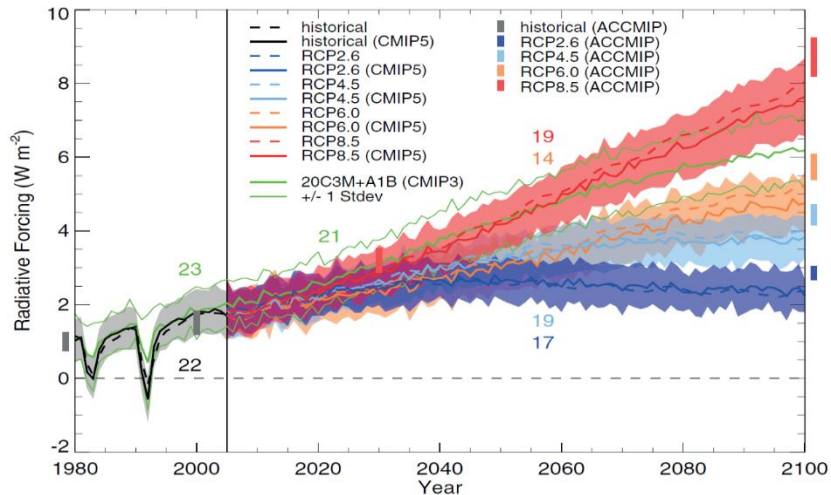 10
8
6
4
2
0
-2
Radiative Forcing (W m-2)
1980
2000
2020
2040
2060
2080
2100
Year
historical
historical (CMIP5)
RCP2.6
RCP2.6 (CMIP5)
RCP4.5
RCP4.5 (CMIP5)
RCP6.0
RCP6.0 (CMIP5)
RCP8.5
RCP8.5 (CMIP5)
20C3M+A1B (CMIP3)
+/- 1 Stdev
historical (ACCMIP)
RCP2.6 (ACCMIP)
RCP4.5 (ACCMIP)
RCP6.0 (ACCMIP)
RCP8.5 (ACCMIP)
19
14
21
23
22
19
17